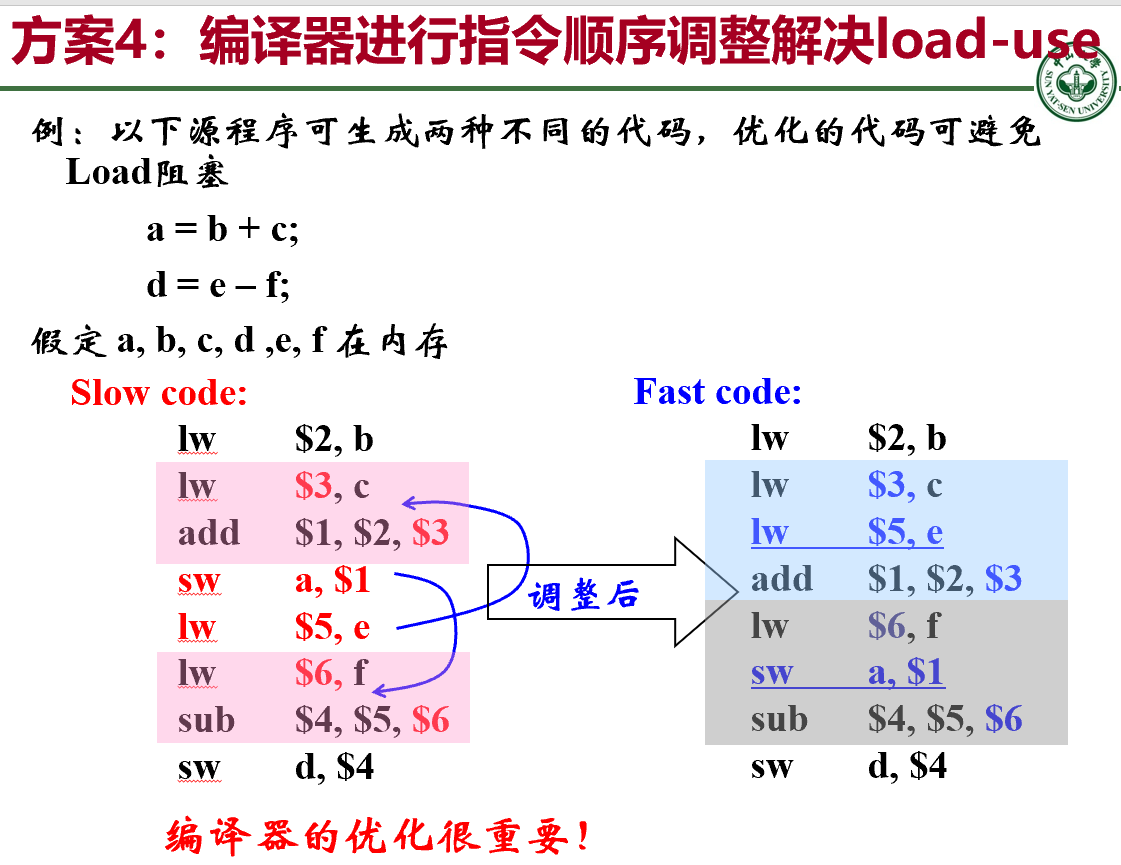 方案4：编译器进行指令顺序调整解决load-use
例：以下源程序可生成两种不同的代码，优化的代码可避免
Load阻塞
a = b + c;
d = e – f;
假定 a, b, c, d ,e, f 在内存
Slow code:
lw $2, b
lw $3, c
add $1, $2, $3
sw a, $1
lw $5, e
lw $6, f
sub $4, $5, $6
sw d, $4
调整后
Fast code:
lw $2, b
lw $3, c
lw $5, e
add $1, $2, $3
lw $6, f
sw a, $1
sub $4, $5, $6
sw d, $4
编译器的优化很重要！
SUN YAT-SEN UNIVERSITY